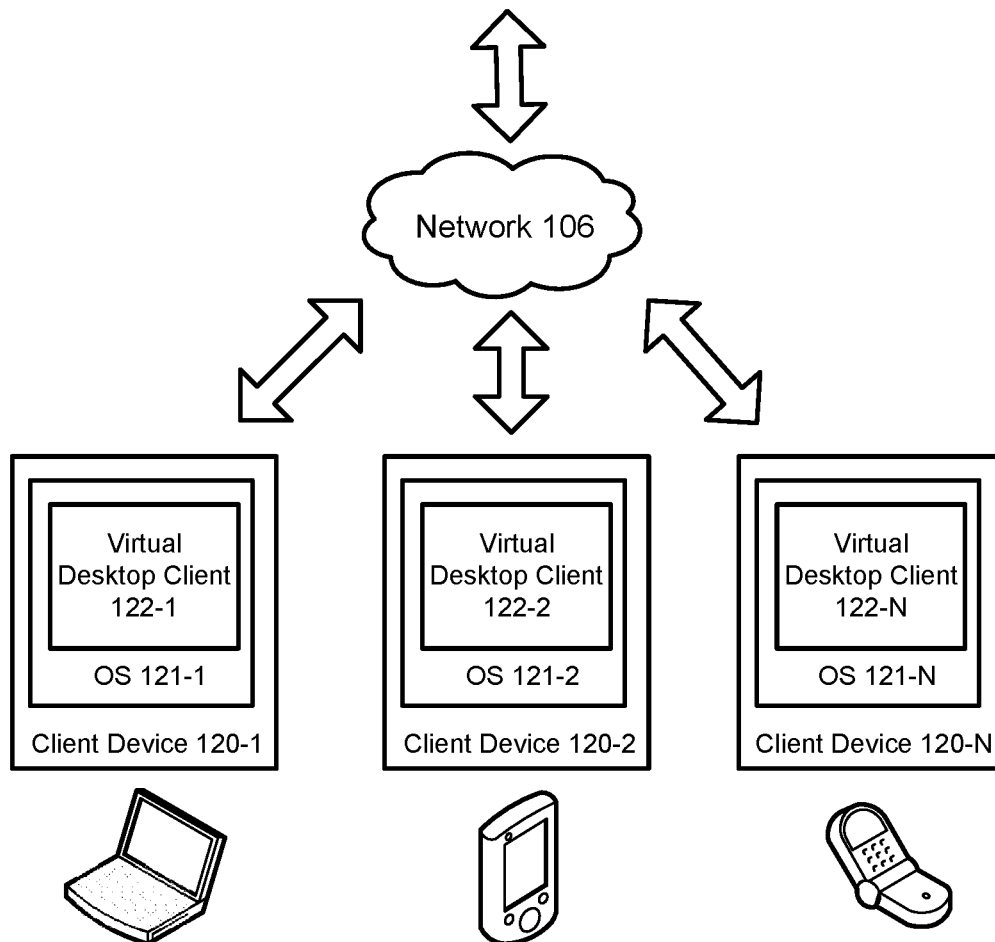 Network 106
Virtual
Desktop Client
122-1
OS 121-1
Client Device 120-1
Virtual
Desktop Client
122-2
OS 121-2
Client Device 120-2
Virtual
Desktop Client
122-N
OS 121-N
Client Device 120-N